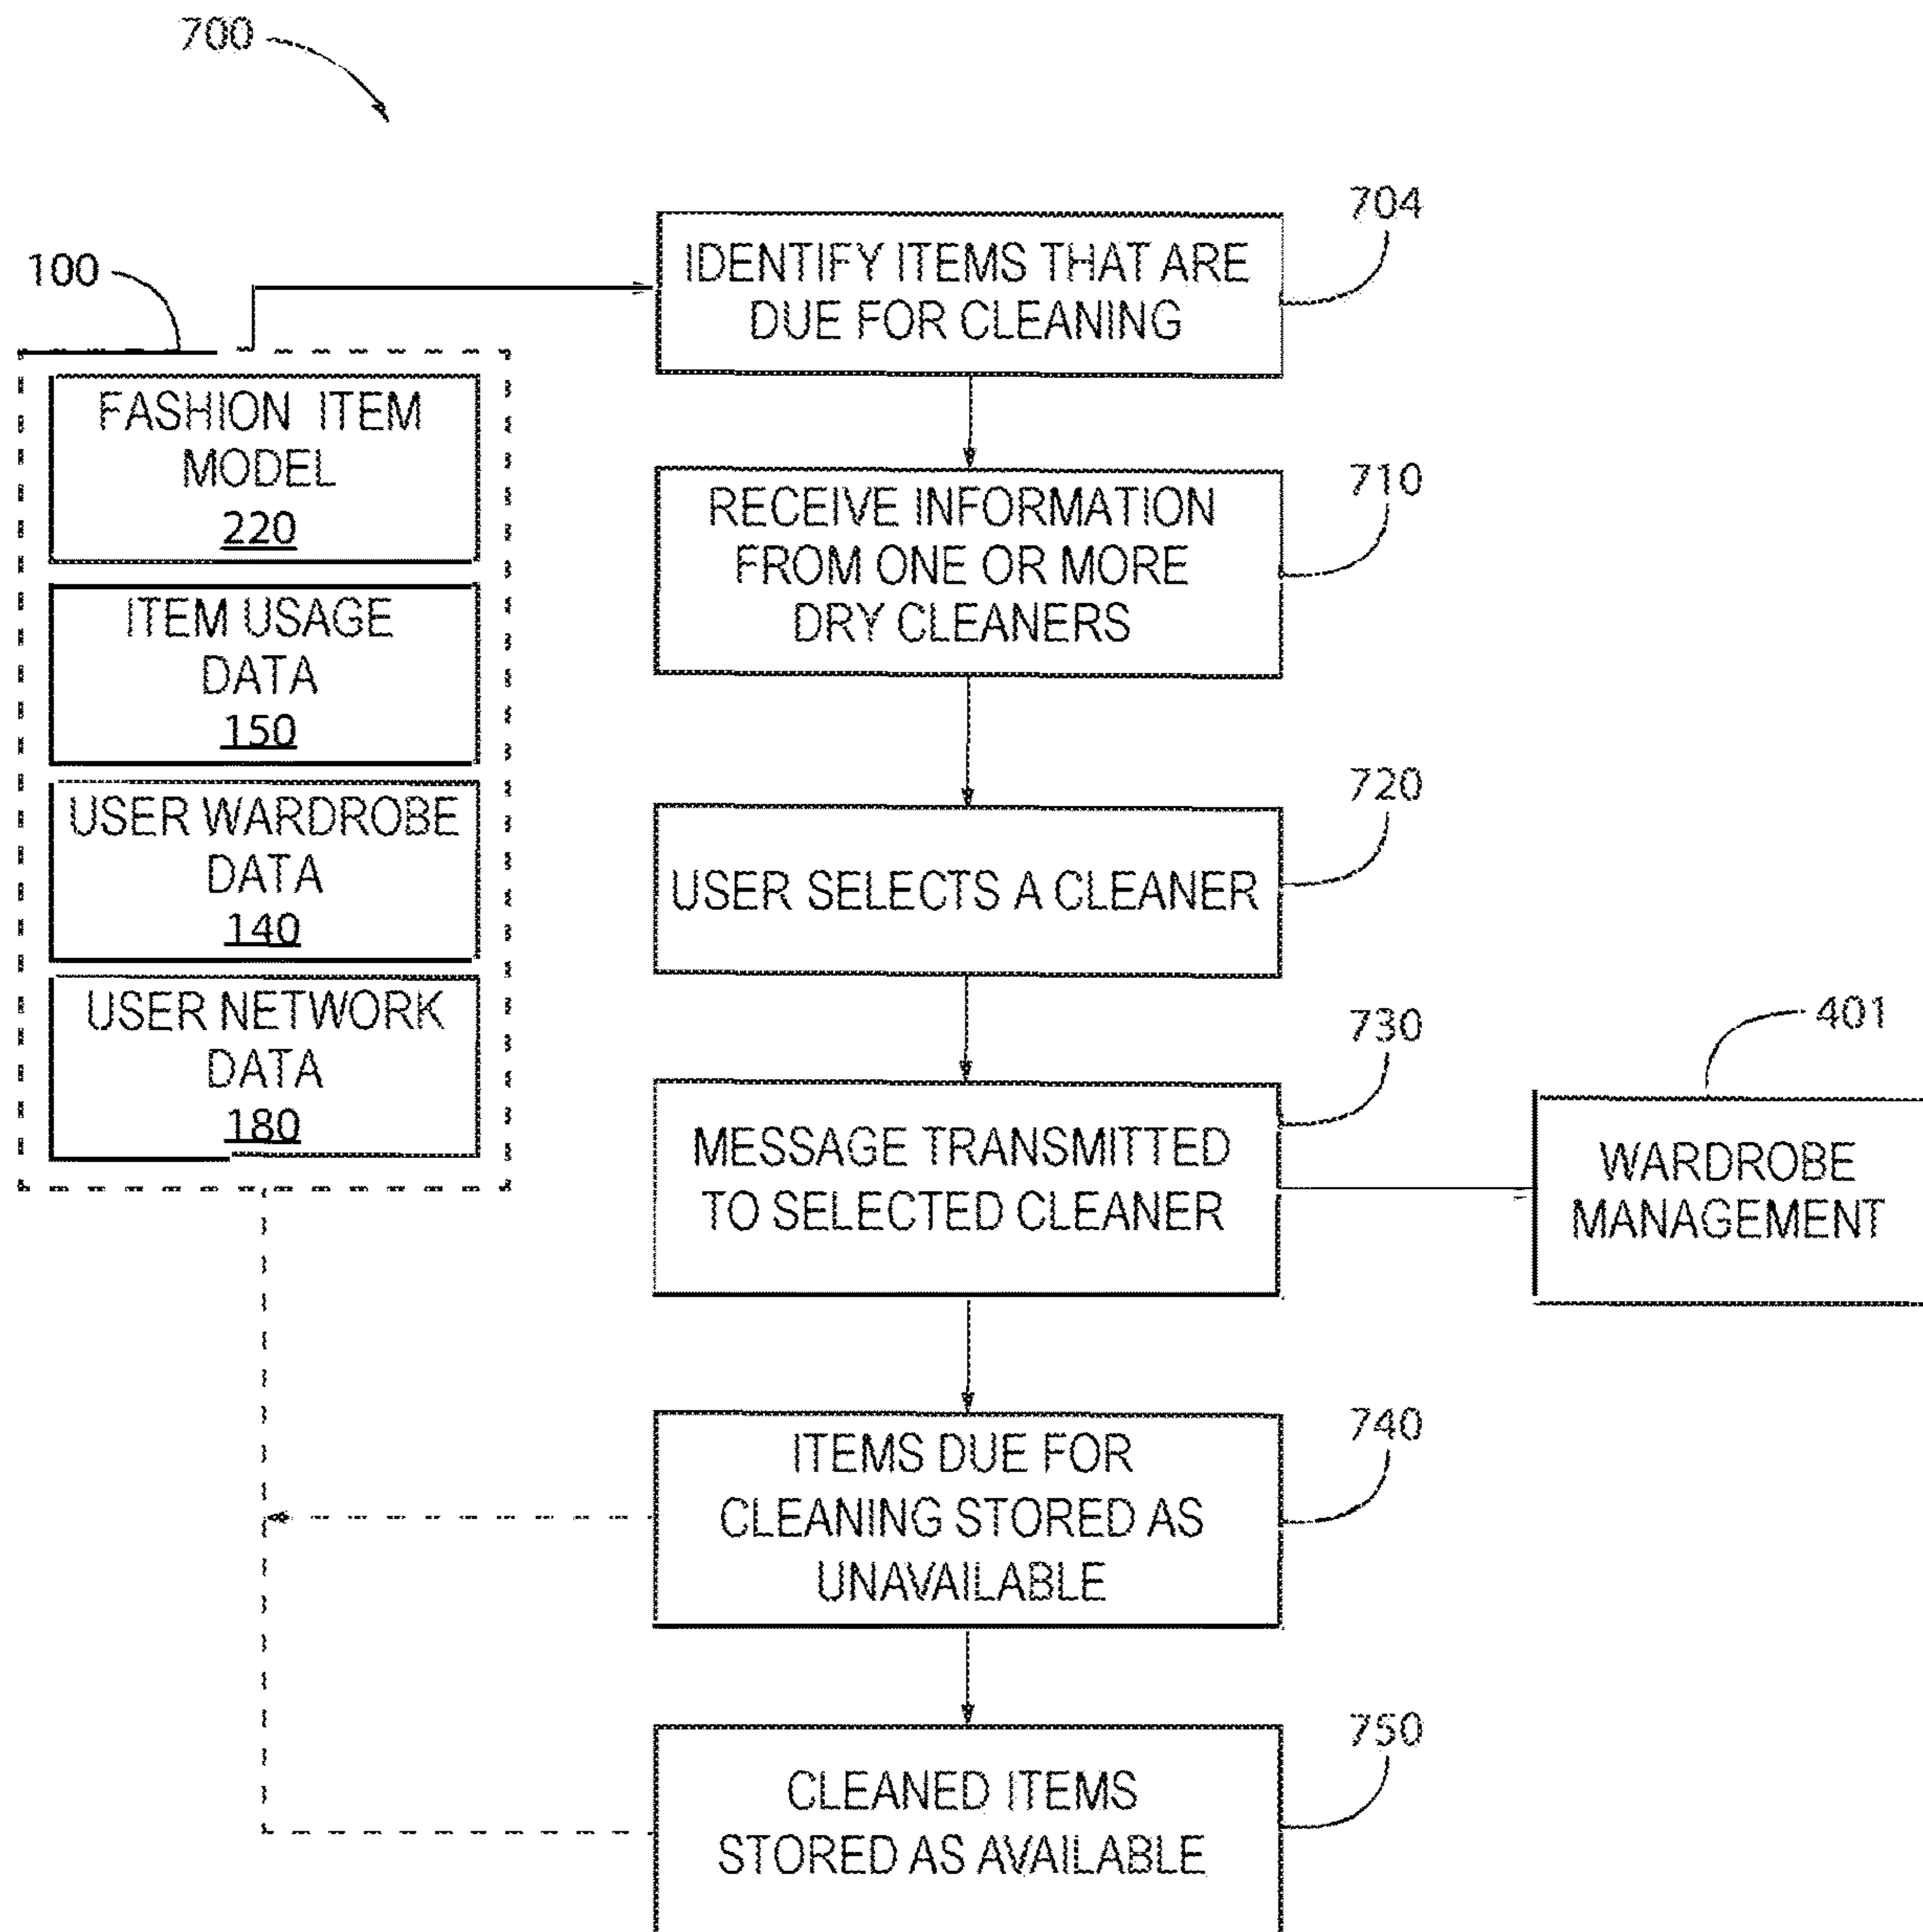 700
100
FASHION ITEM
MODEL
220
ITEM USAGE
DATA
150
USER WARDROBE
DATA
140
USER NETWORK
DATA
180
IDENTIFY ITEMS THAT ARE
DUE FOR CLEANING
704
RECEIVE INFORMATION
FROM ONE OR MORE
DRY CLEANERS
710
USER SELECTS A CLEANER
720
MESSAGE TRANSMITTED
TO SELECTED CLEANER
730
WARDROBE
MANAGEMENT
401
ITEMS DUE FOR
CLEANING STORED AS
UNAVAILABLE
740
CLEANED ITEMS
STORED AS AVAILABLE
750